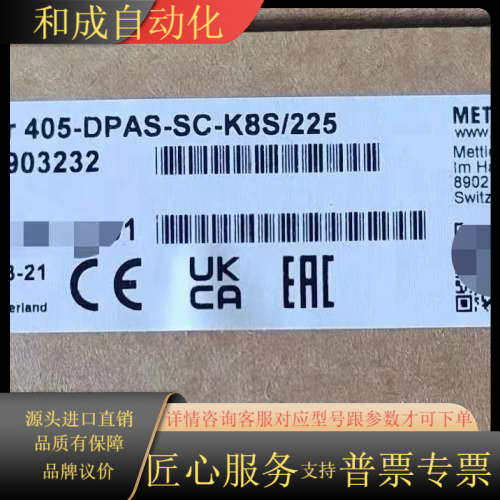 和成自动化
r 405-DPAS-SC-K8S/225
903232
METT
www.
Mettle
Im Ha
8902
Switz
1
3-21
erland
CE
UK
CA
EAC
源头进口直销
品质有保障
品牌议价
详情咨询客服对应型号跟参数才可下单
匠心服务支持普票专票